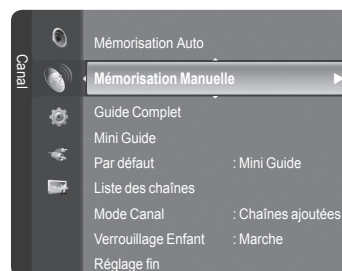 Canal
Mémorisation Auto
Mémorisation Manuelle
Guide Complet
Mini Guide
Par défaut : Mini Guide
Liste des chaînes
Mode Canal : Chaînes ajoutées
Verrouillage Enfant : Marche
Réglage fin